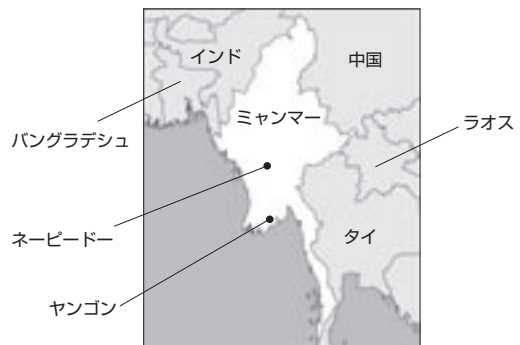 インド
中国
ミャンマー
ラオス
バングラデシュ
ネーピードー
タイ
ヤンゴン